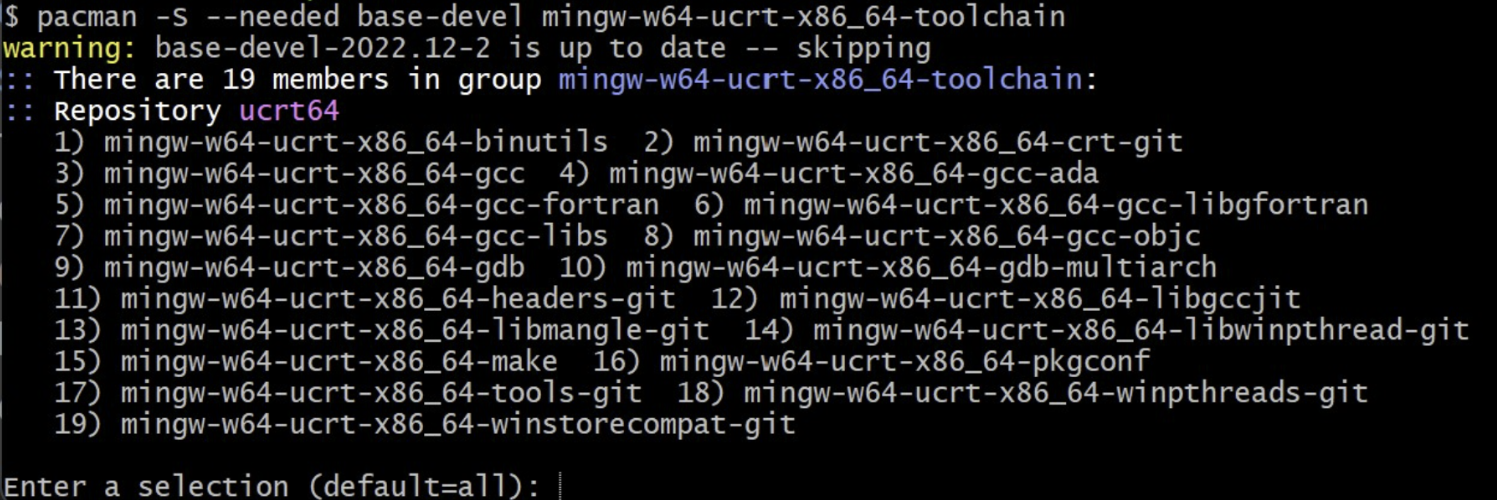 $ pacman -S --needed base-devel mingw-w64-ucrt-x86_64-toolchain
warning: base-devel-2022.12-2 is up to date -- skipping
:: There are 19 members in group mingw-w64-ucrt-x86_64-toolchain:
:: Repository ucrt64
   1) mingw-w64-ucrt-x86_64-binutils  2) mingw-w64-ucrt-x86_64-crt-git
   3) mingw-w64-ucrt-x86_64-gcc  4) mingw-w64-ucrt-x86_64-gcc-ada
   5) mingw-w64-ucrt-x86_64-gcc-fortran  6) mingw-w64-ucrt-x86_64-gcc-libgfortran
   7) mingw-w64-ucrt-x86_64-gcc-libs  8) mingw-w64-ucrt-x86_64-gcc-objc
   9) mingw-w64-ucrt-x86_64-gdb  10) mingw-w64-ucrt-x86_64-gdb-multiarch
   11) mingw-w64-ucrt-x86_64-headers-git  12) mingw-w64-ucrt-x86_64-libgccjit
   13) mingw-w64-ucrt-x86_64-libmangle-git  14) mingw-w64-ucrt-x86_64-libwinpthread-git
   15) mingw-w64-ucrt-x86_64-make  16) mingw-w64-ucrt-x86_64-pkgconf
   17) mingw-w64-ucrt-x86_64-tools-git  18) mingw-w64-ucrt-x86_64-winpthreads-git
   19) mingw-w64-ucrt-x86_64-winstorecompat-git
Enter a selection (default=all):